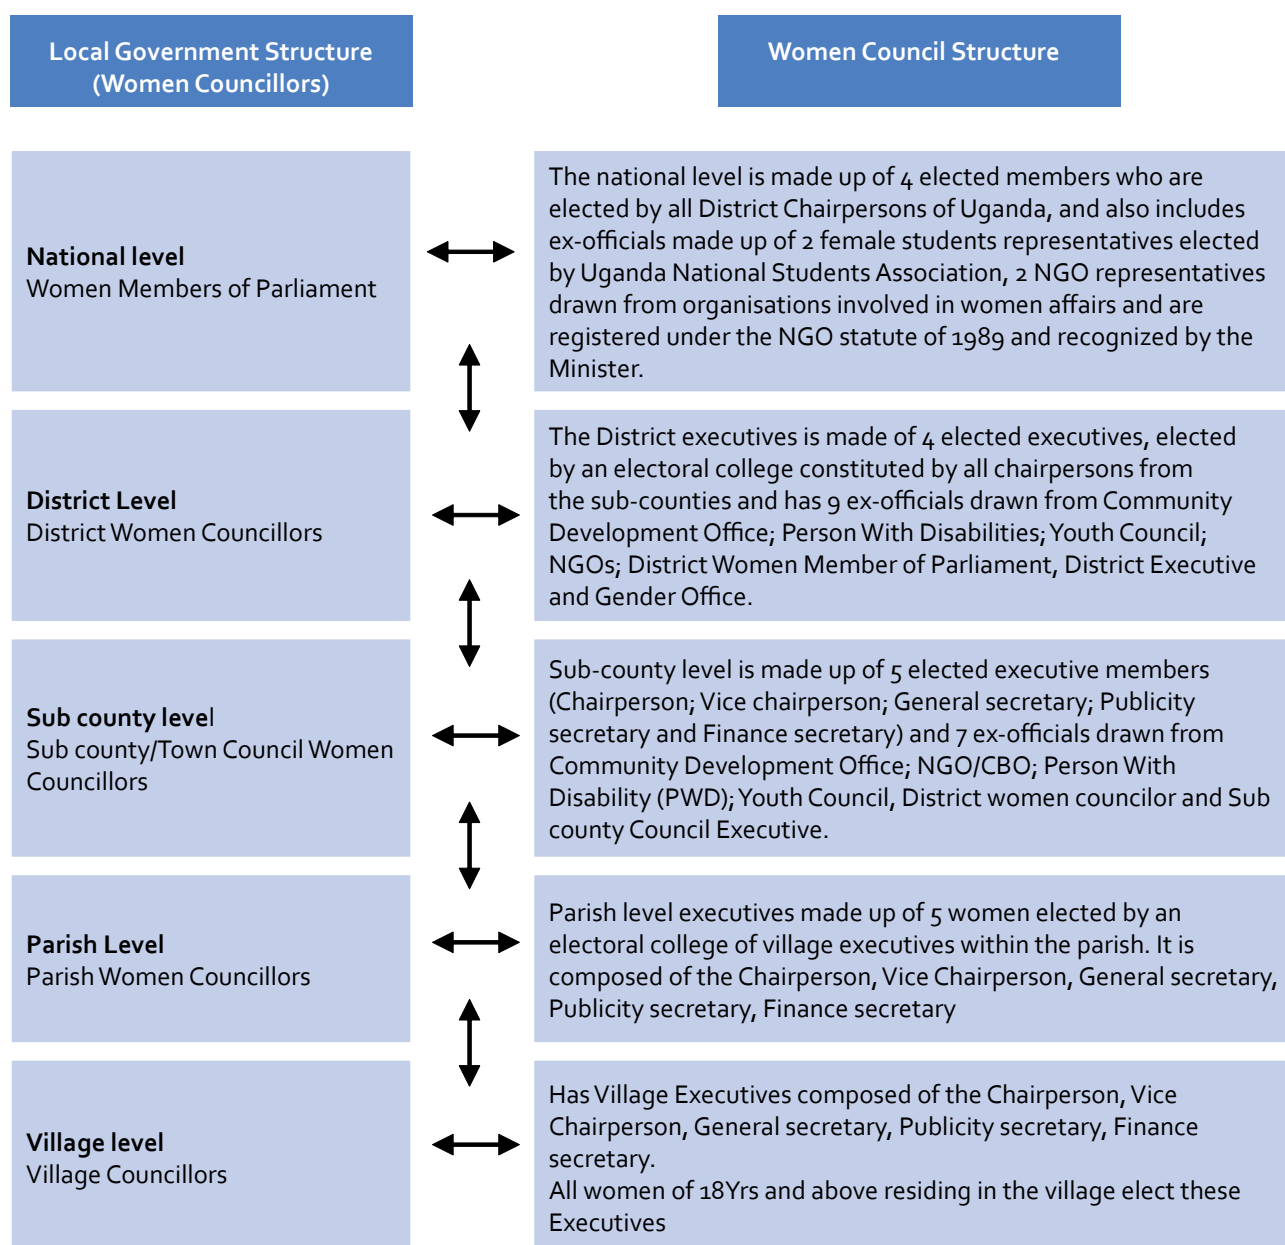 Local Government Structure
(Women Councillors)
Women Council Structure
National level
Women Members of Parliament
The national level is made up of 4 elected members who are
elected by all District Chairpersons of Uganda, and also includes
ex-officials made up of 2 female students representatives elected
by Uganda National Students Association, 2 NGO representatives
drawn from organisations involved in women affairs and are
registered under the NGO statute of 1989 and recognized by the
Minister.
District Level
District Women Councillors
The District executives is made of 4 elected executives, elected
by an electoral college constituted by all chairpersons from
the sub-counties and has 9 ex-officials drawn from Community
Development Office; Person With Disabilities; Youth Council;
NGOs; District Women Member of Parliament, District Executive
and Gender Office.
Sub county level
Sub county/Town Council Women
Councillors
Sub-county level is made up of 5 elected executive members
(Chairperson; Vice chairperson; General secretary; Publicity
secretary and Finance secretary) and 7 ex-officials drawn from
Community Development Office; NGO/CBO; Person With
Disability (PWD); Youth Council, District women councilor and Sub
county Council Executive.
Parish Level
Parish Women Councillors
Parish level executives made up of 5 women elected by an
electoral college of village executives within the parish. It is
composed of the Chairperson, Vice Chairperson, General secretary,
Publicity secretary, Finance secretary
Village level
Village Councillors
Has Village Executives composed of the Chairperson, Vice
Chairperson, General secretary, Publicity secretary, Finance
secretary.
All women of 18Yrs and above residing in the village elect these
Executives